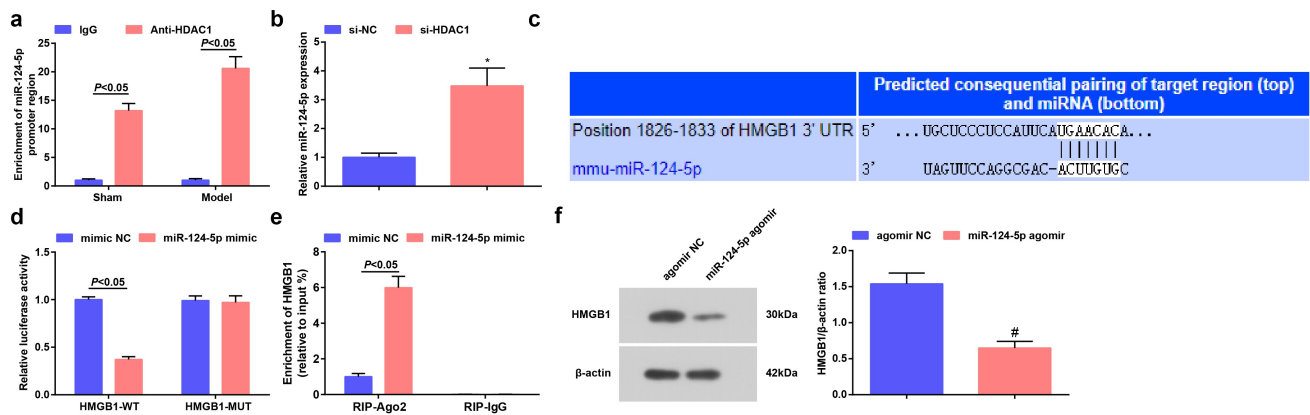 a
IgG
Anti-HDAC1
Enrichment of miR-124-5p
promoter region
25
20
15
10
5
0
P<0.05
P<0.05
Sham
Model
b
si-NC
si-HDAC1
Relative miR-124-5p expression
5
4
3
2
1
0
*
c
Predicted consequential pairing of target region (top)
and miRNA (bottom)
Position 1826-1833 of HMGB1 3' UTR 5' ...UGCUCCCUCCAUUCAUGAACACA...
mmu-miR-124-5p 3' UAGUUCCAGGCGAC-ACUUGUGC
d
mimic NC
miR-124-5p mimic
Relative luciferase activity
1.5
1.0
0.5
0.0
P<0.05
HMGB1-WT
HMGB1-MUT
e
mimic NC
miR-124-5p mimic
Enrichment of HMGB1
(relative to input %)
8
6
4
2
0
P<0.05
RIP-Ago2
RIP-IgG
f
agomir NC
miR-124-5p agomir
HMGB1
30kDa
β-actin
42kDa
agomir NC
miR-124-5p agomir
HMGB1/β-actin ratio
2.0
1.5
1.0
0.5
0.0
#